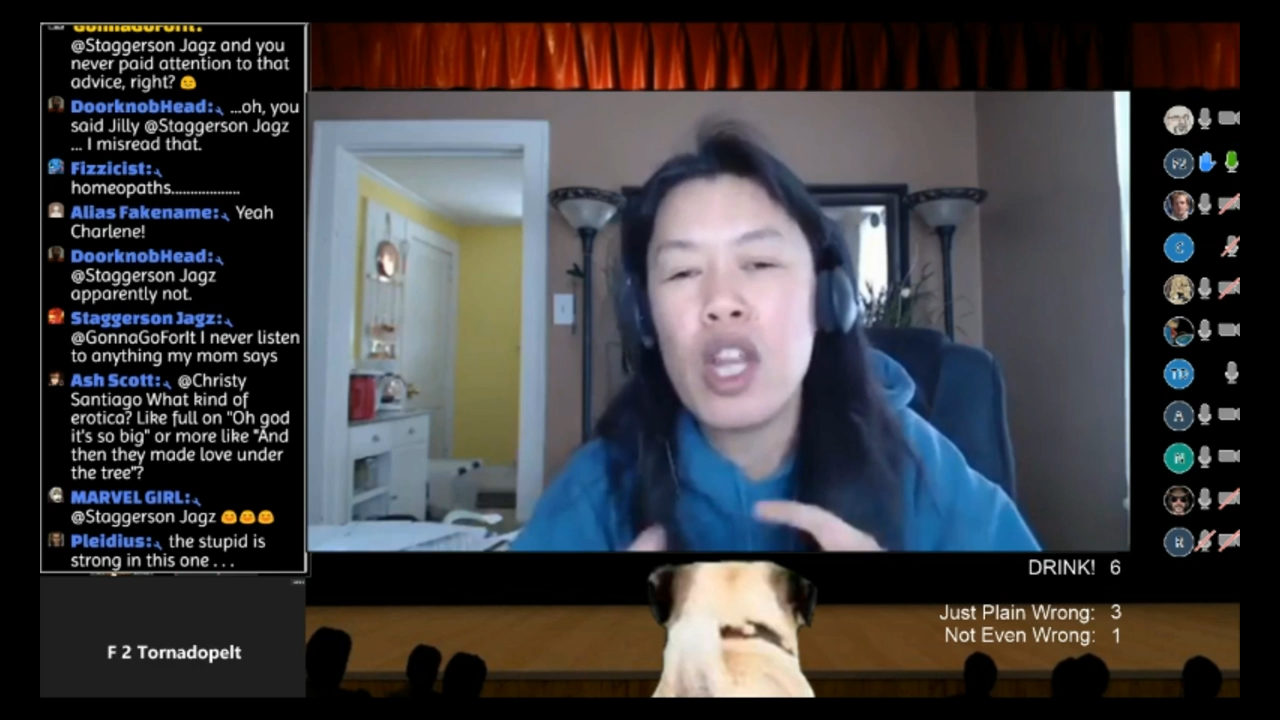 GonnaGoForIt:
@Staggerson Jagz and you
never paid attention to that
advice, right?
DoorknobHead: ...oh, you
said Jilly @Staggerson Jagz
... I misread that.
Fizzicist:
homeopaths..................
Alias Fakename: Yeah
Charlene!
DoorknobHead:
@Staggerson Jagz
apparently not.
Staggerson Jagz:
@GonnaGoForIt I never listen
to anything my mom says
Ash Scott: @Christy
Santiago What kind of
erotica? Like full on "Oh god
it's so big" or more like "And
then they made love under
the tree"?
MARVEL GIRL:
@Staggerson Jagz
Pleidius: the stupid is
strong in this one . . .
F 2 Tornadopelt
DRINK! 6
Just Plain Wrong: 3
Not Even Wrong: 1
F2
C
TR
A
N
R